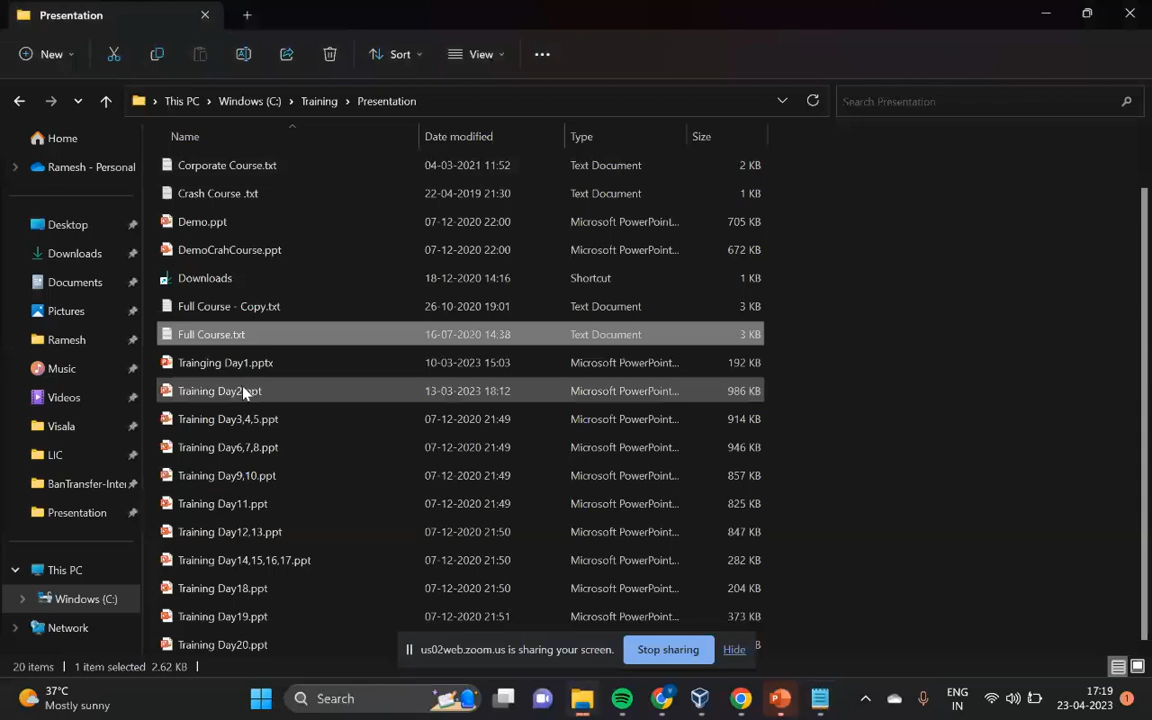 Presentation
New
Sort
View
This PC
Windows (C:)
Training
Presentation
Search Presentation
Home
Ramesh - Personal
Desktop
Downloads
Documents
Pictures
Ramesh
Music
Videos
Visala
LIC
BanTransfer-Inter
Presentation
This PC
Windows (C:)
Network
Name Date modified Type Size
Corporate Course.txt 04-03-2021 11:52 Text Document 2 KB
Crash Course .txt 22-04-2019 21:30 Text Document 1 KB
Demo.ppt 07-12-2020 22:00 Microsoft PowerPoint... 705 KB
DemoCrahCourse.ppt 07-12-2020 22:00 Microsoft PowerPoint... 672 KB
Downloads 18-12-2020 14:16 Shortcut 1 KB
Full Course - Copy.txt 26-10-2020 19:01 Text Document 3 KB
Full Course.txt 16-07-2020 14:38 Text Document 3 KB
Trainging Day1.pptx 10-03-2023 15:03 Microsoft PowerPoint... 192 KB
Training Day2.ppt 13-03-2023 18:12 Microsoft PowerPoint... 986 KB
Training Day3,4,5.ppt 07-12-2020 21:49 Microsoft PowerPoint... 914 KB
Training Day6,7,8.ppt 07-12-2020 21:49 Microsoft PowerPoint... 946 KB
Training Day9,10.ppt 07-12-2020 21:49 Microsoft PowerPoint... 857 KB
Training Day11.ppt 07-12-2020 21:49 Microsoft PowerPoint... 825 KB
Training Day12,13.ppt 07-12-2020 21:50 Microsoft PowerPoint... 847 KB
Training Day14,15,16,17.ppt 07-12-2020 21:50 Microsoft PowerPoint... 282 KB
Training Day18.ppt 07-12-2020 21:50 Microsoft PowerPoint... 204 KB
Training Day19.ppt 07-12-2020 21:51 Microsoft PowerPoint... 373 KB
Training Day20.ppt
us02web.zoom.us is sharing your screen. Stop sharing Hide
20 items 1 item selected 2.62 KB
37°C
Mostly sunny
Search
ENG
IN
17:19
23-04-2023
1